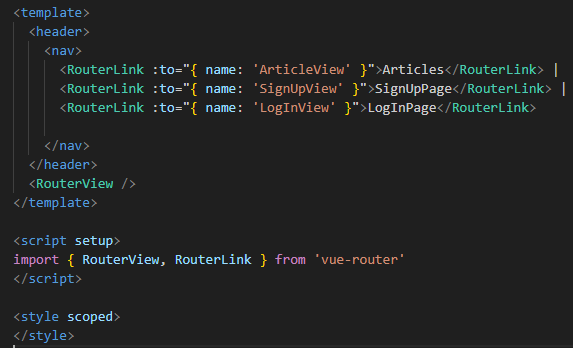 <template>
  <header>
    <nav>
      <RouterLink :to="{ name: 'ArticleView' }">Articles</RouterLink> |
      <RouterLink :to="{ name: 'SignUpView' }">SignUpPage</RouterLink> |
      <RouterLink :to="{ name: 'LogInView' }">LogInPage</RouterLink>

    </nav>
  </header>
  <RouterView />
</template>

<script setup>
import { RouterView, RouterLink } from 'vue-router'
</script>

<style scoped>
</style>